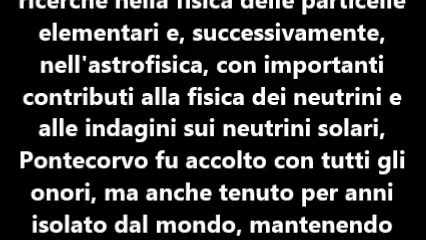 ricerche nella fisica delle particelle
elementari e, successivamente,
nell'astrofisica, con importanti
contributi alla fisica dei neutrini e
alle indagini sui neutrini solari,
Pontecorvo fu accolto con tutti gli
onori, ma anche tenuto per anni
isolato dal mondo, mantenendo